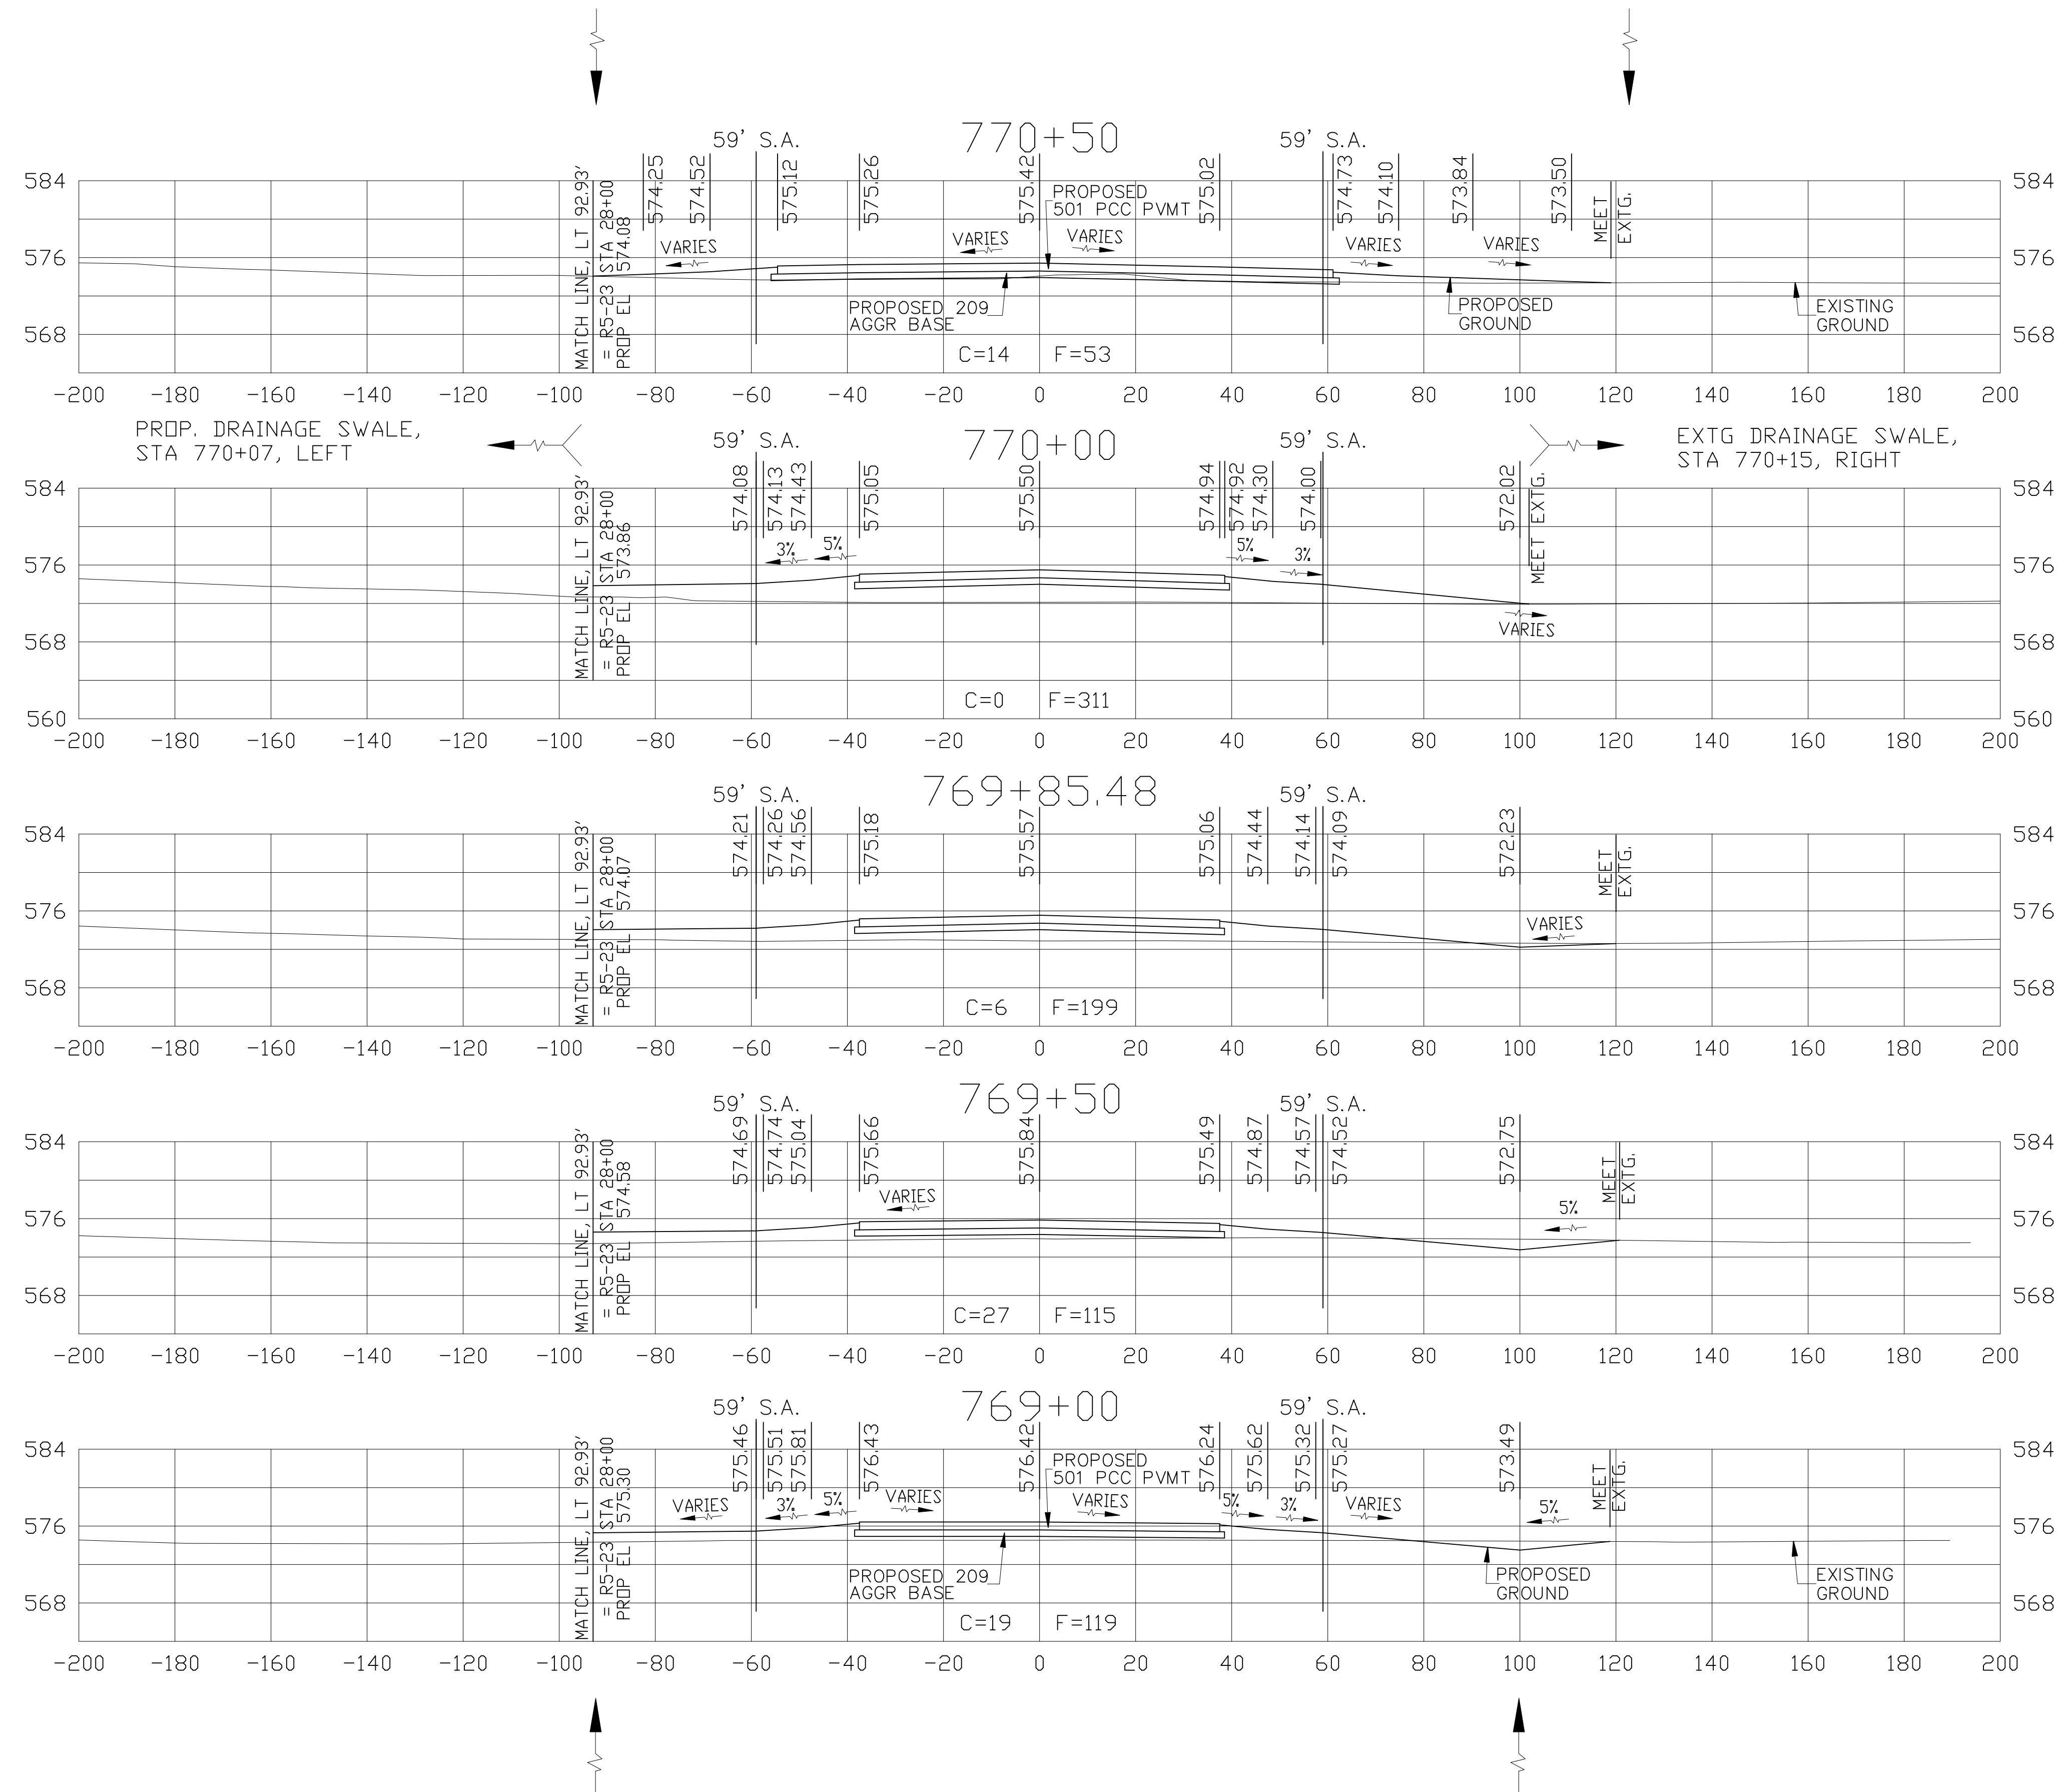 770+50
59' S.A.
59' S.A.
574.25
574.52
575.12
575.26
575.42
575.02
574.73
574.10
573.84
573.50
MEET
EXTG.
MATCH LINE, LT 92.93'
= R5-23 STA 28+00
PROP EL 574.08
PROPOSED
501 PCC PVMT
VARIES
VARIES
VARIES
VARIES
VARIES
PROPOSED 209
AGGR BASE
PROPOSED
GROUND
EXISTING
GROUND
584
576
568
584
576
568
C=14 F=53
-200 -180 -160 -140 -120 -100 -80 -60 -40 -20 0 20 40 60 80 100 120 140 160 180 200
PROP. DRAINAGE SWALE,
STA 770+07, LEFT
EXTG DRAINAGE SWALE,
STA 770+15, RIGHT
770+00
59' S.A.
59' S.A.
574.08
574.13
574.43
575.05
575.50
574.94
574.92
574.30
574.00
572.02
MEET EXTG.
MATCH LINE, LT 92.93'
= R5-23 STA 28+00
PROP EL 573.86
3%
5%
5%
3%
VARIES
584
576
568
560
584
576
568
560
C=0 F=311
-200 -180 -160 -140 -120 -100 -80 -60 -40 -20 0 20 40 60 80 100 120 140 160 180 200
769+85.48
59' S.A.
59' S.A.
574.21
574.26
574.56
575.18
575.57
575.06
574.44
574.14
574.09
572.23
MEET
EXTG.
MATCH LINE, LT 92.93'
= R5-23 STA 28+00
PROP EL 574.07
VARIES
584
576
568
584
576
568
C=6 F=199
-200 -180 -160 -140 -120 -100 -80 -60 -40 -20 0 20 40 60 80 100 120 140 160 180 200
769+50
59' S.A.
59' S.A.
574.69
574.74
575.04
575.66
575.84
575.49
574.87
574.57
574.52
572.75
MEET
EXTG.
MATCH LINE, LT 92.93'
= R5-23 STA 28+00
PROP EL 574.58
VARIES
5%
584
576
568
584
576
568
C=27 F=115
-200 -180 -160 -140 -120 -100 -80 -60 -40 -20 0 20 40 60 80 100 120 140 160 180 200
769+00
59' S.A.
59' S.A.
575.46
575.51
575.81
576.43
576.42
576.24
575.62
575.32
575.27
573.49
MEET
EXTG.
MATCH LINE, LT 92.93'
= R5-23 STA 28+00
PROP EL 575.30
PROPOSED
501 PCC PVMT
VARIES
3%
5%
VARIES
VARIES
5%
3%
VARIES
5%
PROPOSED 209
AGGR BASE
PROPOSED
GROUND
EXISTING
GROUND
584
576
568
584
576
568
C=19 F=119
-200 -180 -160 -140 -120 -100 -80 -60 -40 -20 0 20 40 60 80 100 120 140 160 180 200